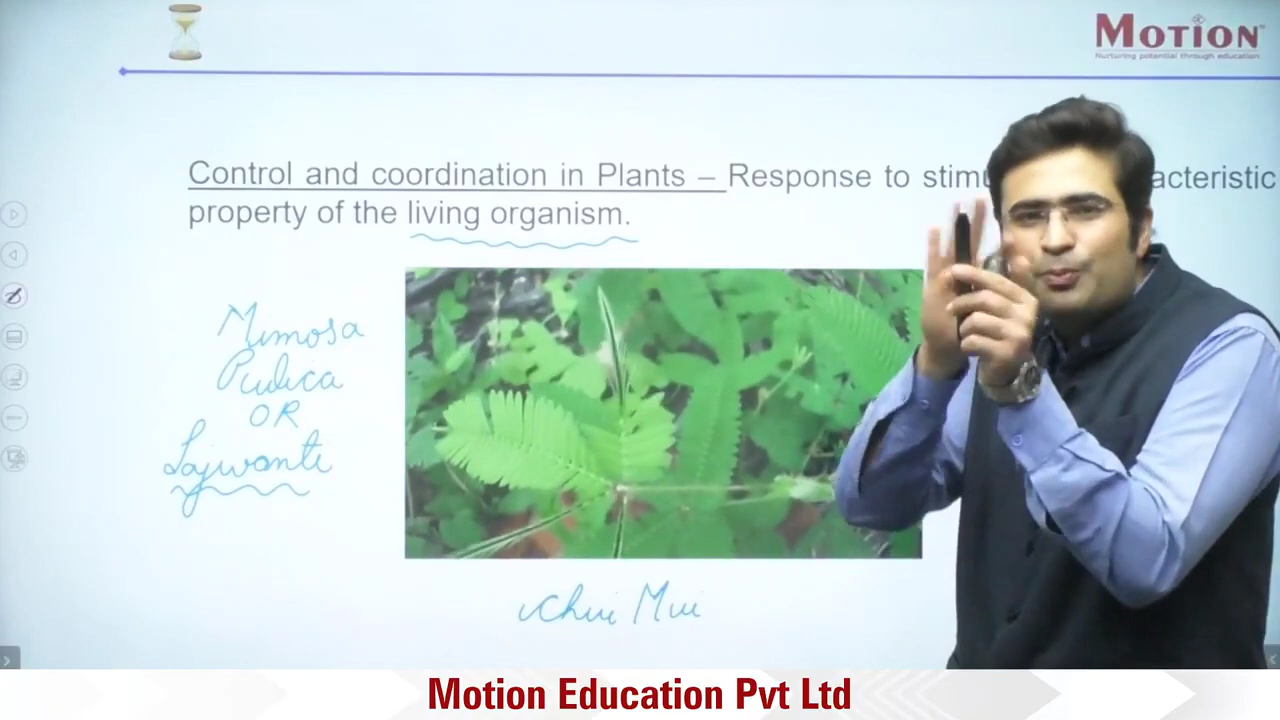 MOTION
Nurturing potential through education
Control and coordination in Plants – Response to stimu acteristic
property of the living organism.
Mimosa
Pudica
OR
Lajwanti
Chui Mui
Motion Education Pvt Ltd